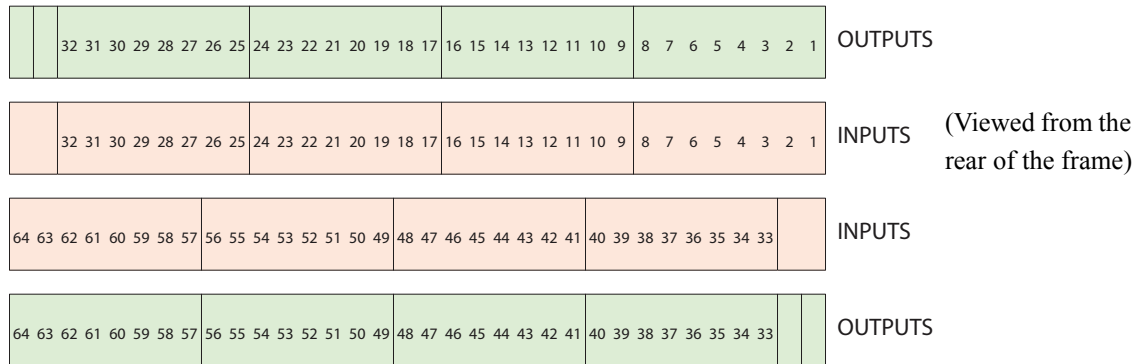 32 31 30 29 28 27 26 25 24 23 22 21 20 19 18 17 16 15 14 13 12 11 10 9 8 7 6 5 4 3 2 1 OUTPUTS
32 31 30 29 28 27 26 25 24 23 22 21 20 19 18 17 16 15 14 13 12 11 10 9 8 7 6 5 4 3 2 1 INPUTS
(Viewed from the
rear of the frame)
64 63 62 61 60 59 58 57 56 55 54 53 52 51 50 49 48 47 46 45 44 43 42 41 40 39 38 37 36 35 34 33 INPUTS
64 63 62 61 60 59 58 57 56 55 54 53 52 51 50 49 48 47 46 45 44 43 42 41 40 39 38 37 36 35 34 33 OUTPUTS